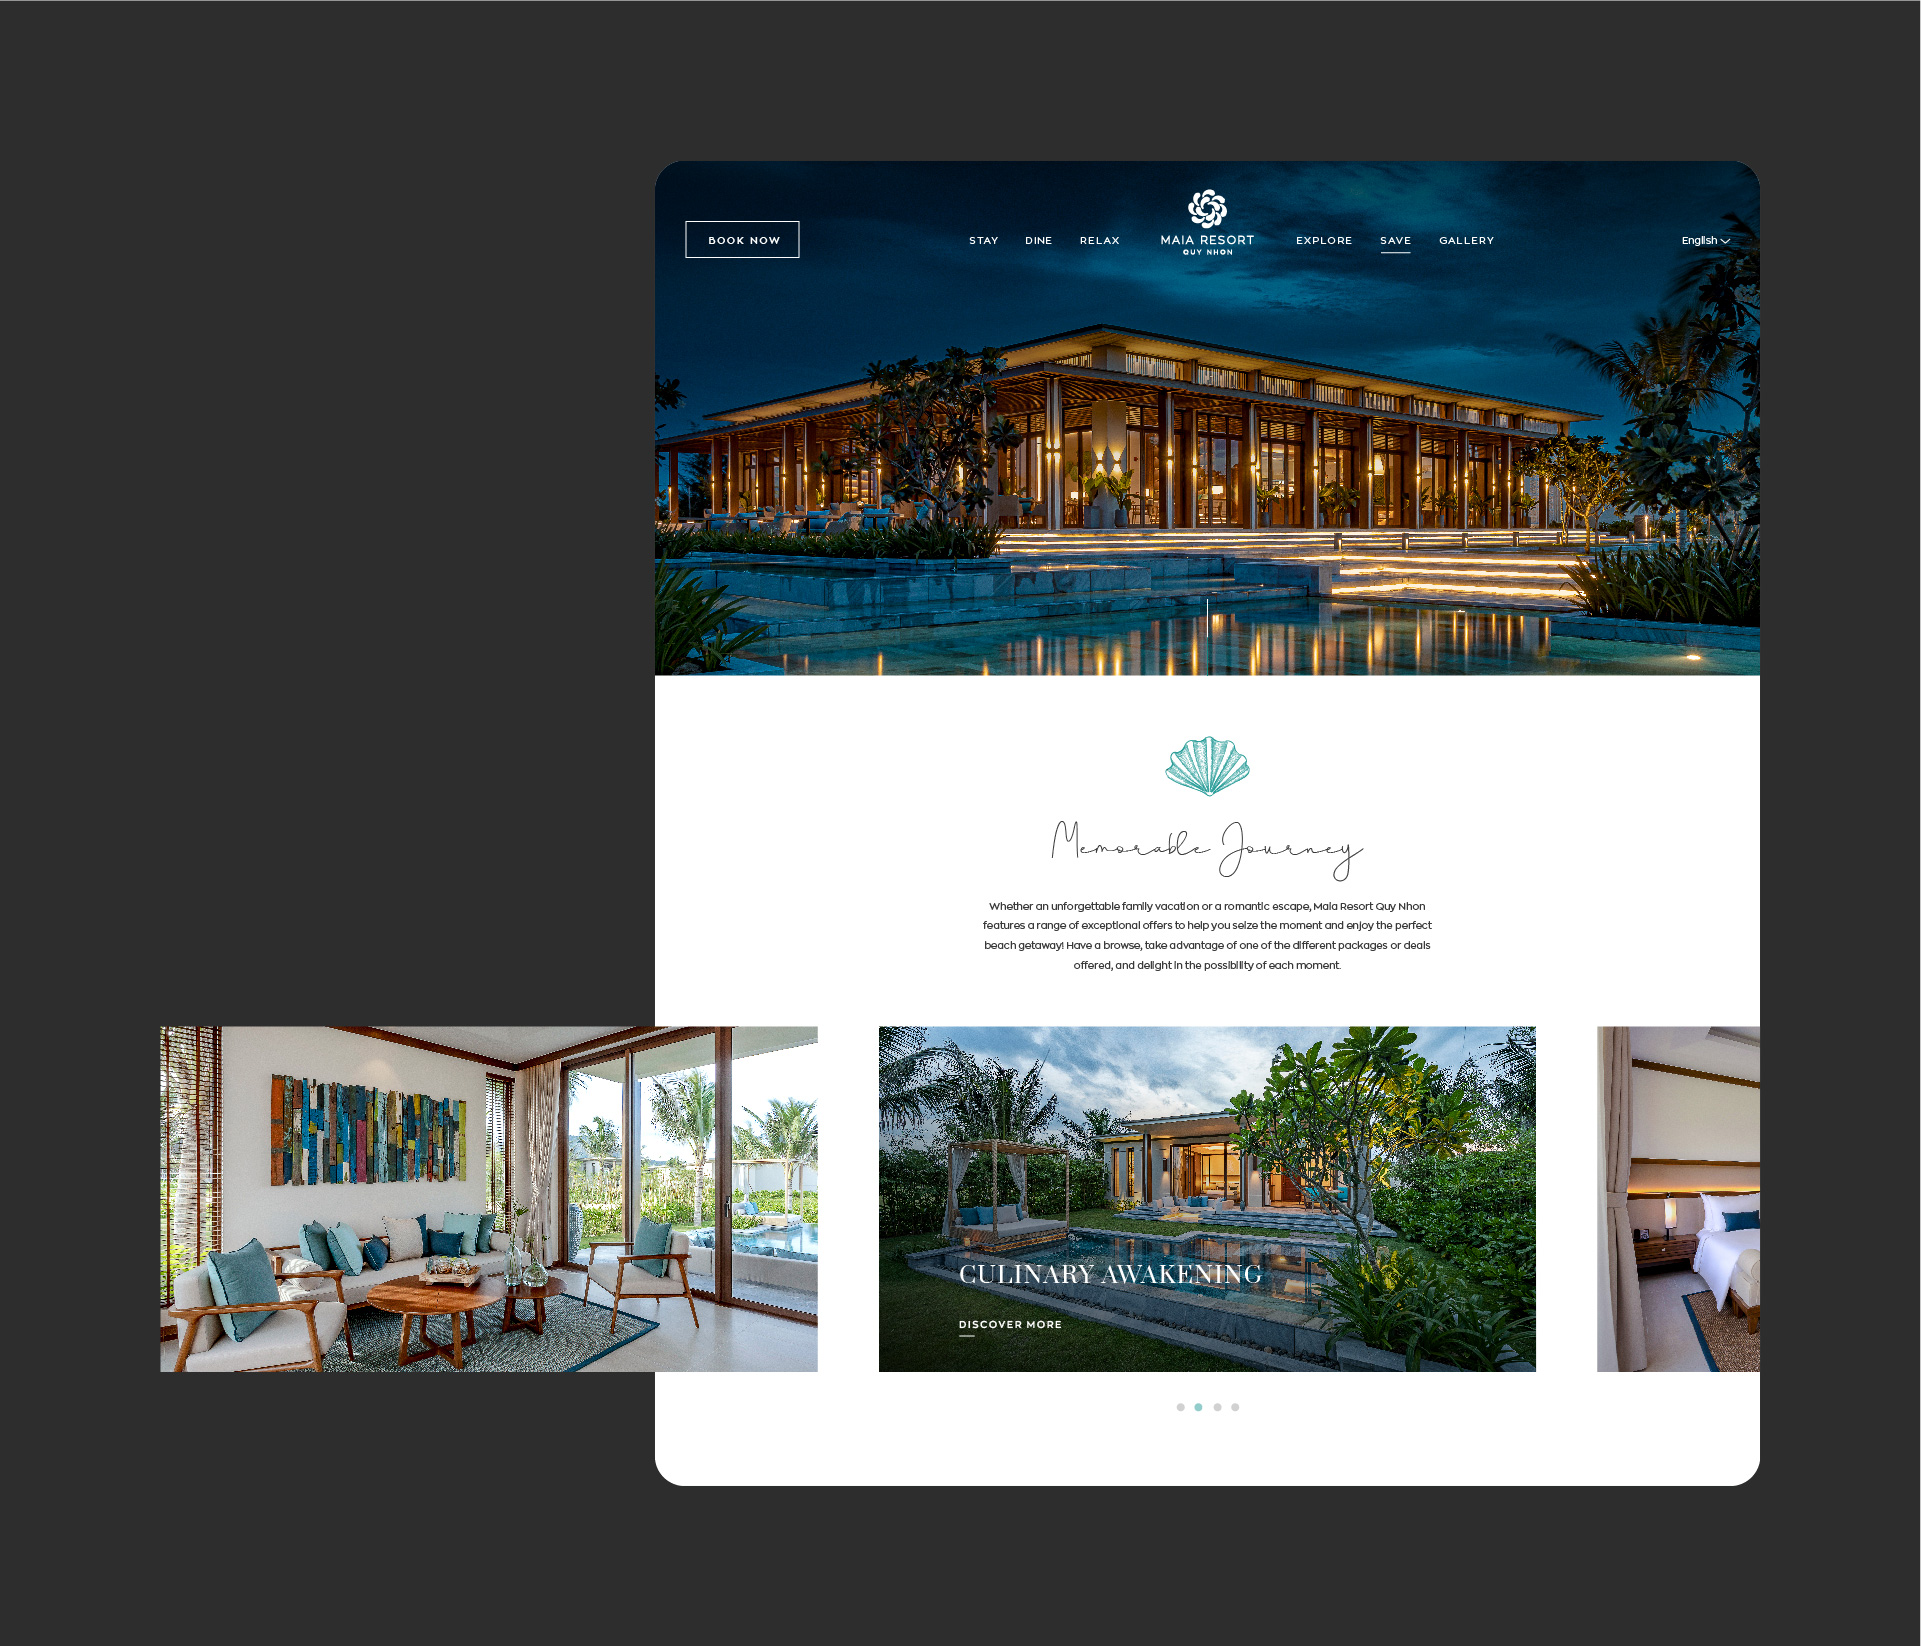 BOOK NOW
STAY
DINE
RELAX
MAIA RESORT
QUY NHON
EXPLORE
SAVE
GALLERY
English
Memorable Journey
Whether an unforgettable family vacation or a romantic escape, Maia Resort Quy Nhon
features a range of exceptional offers to help you seize the moment and enjoy the perfect
beach getaway! Have a browse, take advantage of one of the different packages or deals
offered, and delight in the possibility of each moment.
CULINARY AWAKENING
DISCOVER MORE